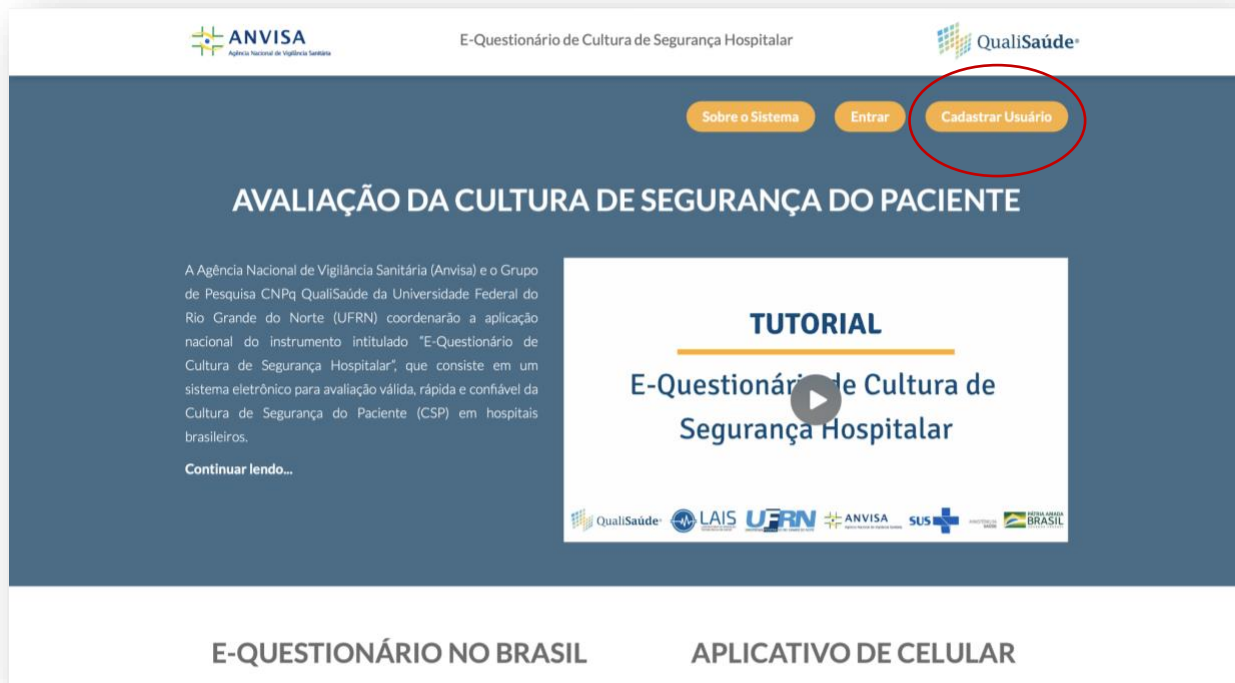 ANVISA
Agência Nacional de Vigilância Sanitária
E-Questionário de Cultura de Segurança Hospitalar
QualiSaúde
Sobre o Sistema
Entrar
Cadastrar Usuário
AVALIAÇÃO DA CULTURA DE SEGURANÇA DO PACIENTE
A Agência Nacional de Vigilância Sanitária (Anvisa) e o Grupo
de Pesquisa CNPq QualiSaúde da Universidade Federal do
Rio Grande do Norte (UFRN) coordenarão a aplicação
nacional do instrumento intitulado "E-Questionário de
Cultura de Segurança Hospitalar", que consiste em um
sistema eletrônico para avaliação válida, rápida e confiável da
Cultura de Segurança do Paciente (CSP) em hospitais
brasileiros.
Continuar lendo...
TUTORIAL
E-Questionário de Cultura de
Segurança Hospitalar
QualiSaúde
LAIS
UFRN
ANVISA
SUS
MINISTÉRIO DA
SAÚDE
PÁTRIA AMADA
BRASIL
E-QUESTIONÁRIO NO BRASIL
APLICATIVO DE CELULAR